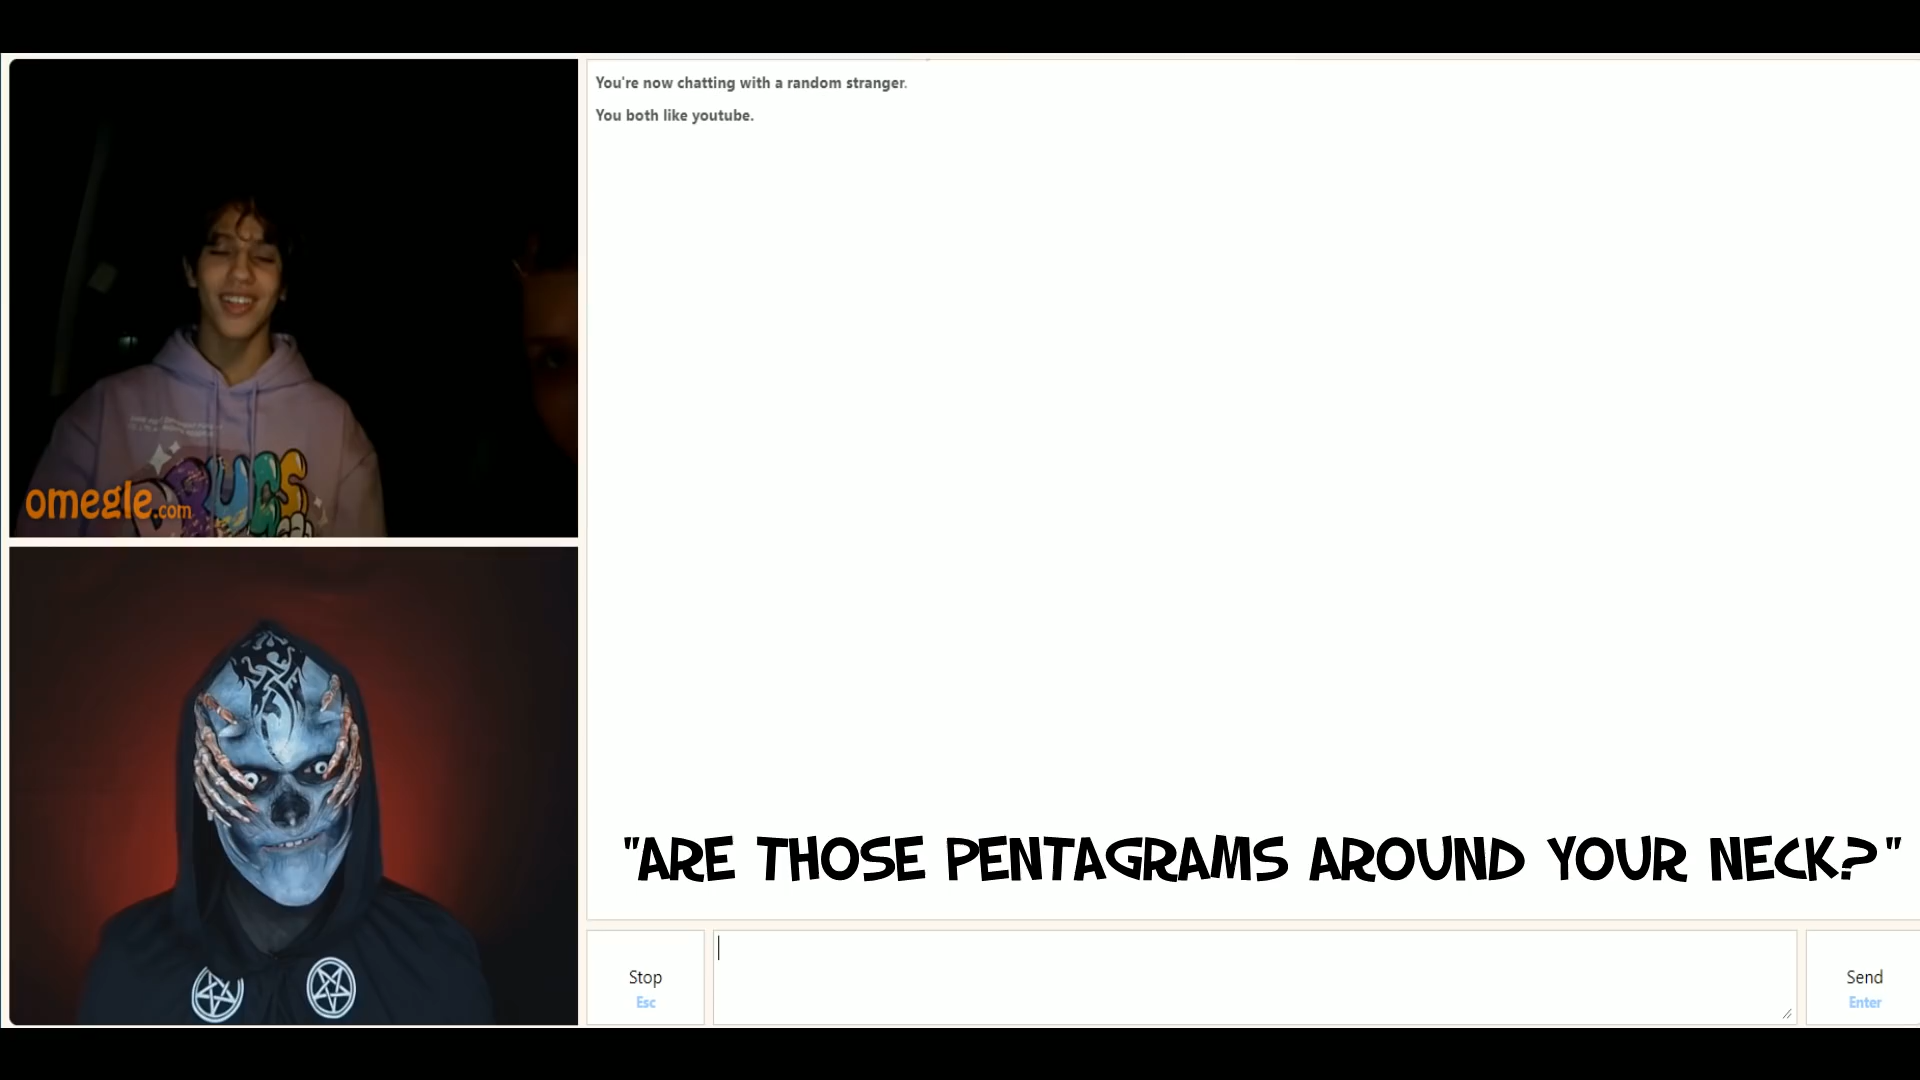 You're now chatting with a random stranger.
You both like youtube.
DRUGS
omegle.com
"ARE THOSE PENTAGRAMS AROUND YOUR NECK?"
Stop
Esc
Send
Enter